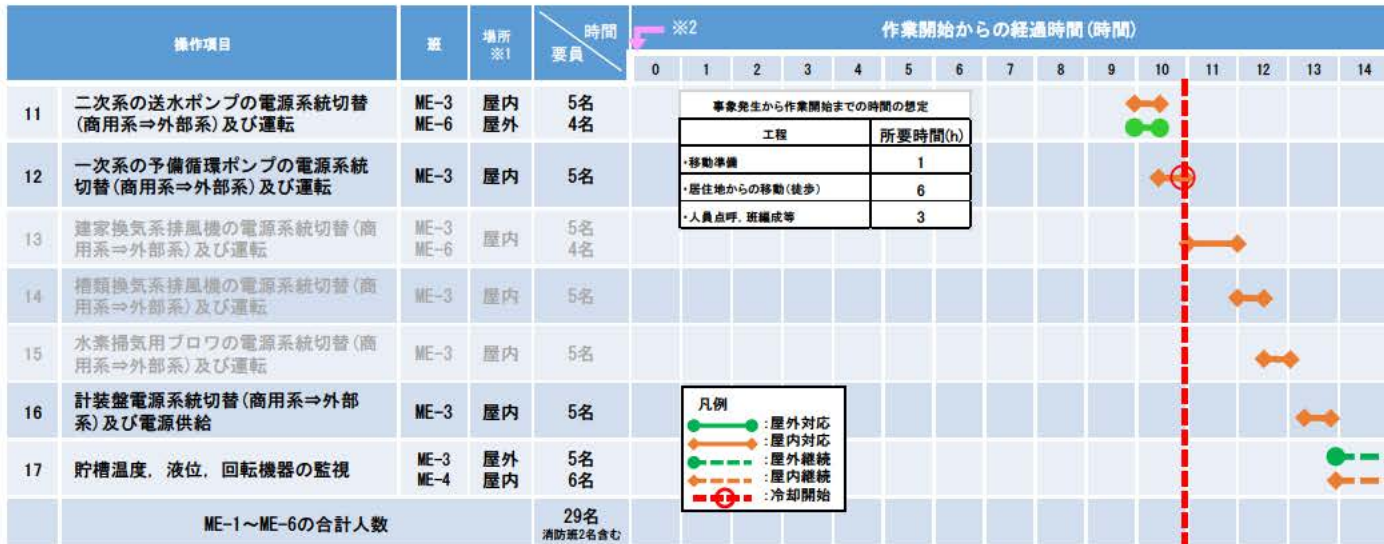 操作項目
班
場所
※1
時間
要員
※2
作業開始からの経過時間(時間)
0 1 2 3 4 5 6 7 8 9 10 11 12 13 14
11
二次系の送水ポンプの電源系統切替
(商用系⇒外部系)及び運転
ME-3
ME-6
屋内
屋外
5名
4名
12
一次系の予備循環ポンプの電源系統
切替(商用系⇒外部系)及び運転
ME-3
屋内
5名
13
建家換気系排風機の電源系統切替(商
用系⇒外部系)及び運転
ME-3
ME-6
屋内
5名
4名
14
槽類換気系排風機の電源系統切替(商
用系⇒外部系)及び運転
ME-3
屋内
5名
15
水素掃気用ブロワの電源系統切替(商
用系⇒外部系)及び運転
ME-3
屋内
5名
16
計装盤電源系統切替(商用系⇒外部
系)及び電源供給
ME-3
屋内
5名
17
貯槽温度，液位，回転機器の監視
ME-3
ME-4
屋外
屋内
5名
6名
ME-1～ME-6の合計人数
29名
消防班2名含む
事象発生から作業開始までの時間の想定
工程 所要時間(h)
・移動準備 1
・居住地からの移動(徒歩) 6
・人員点呼，班編成等 3
凡例
:屋外対応
:屋内対応
:屋外継続
:屋内継続
:冷却開始